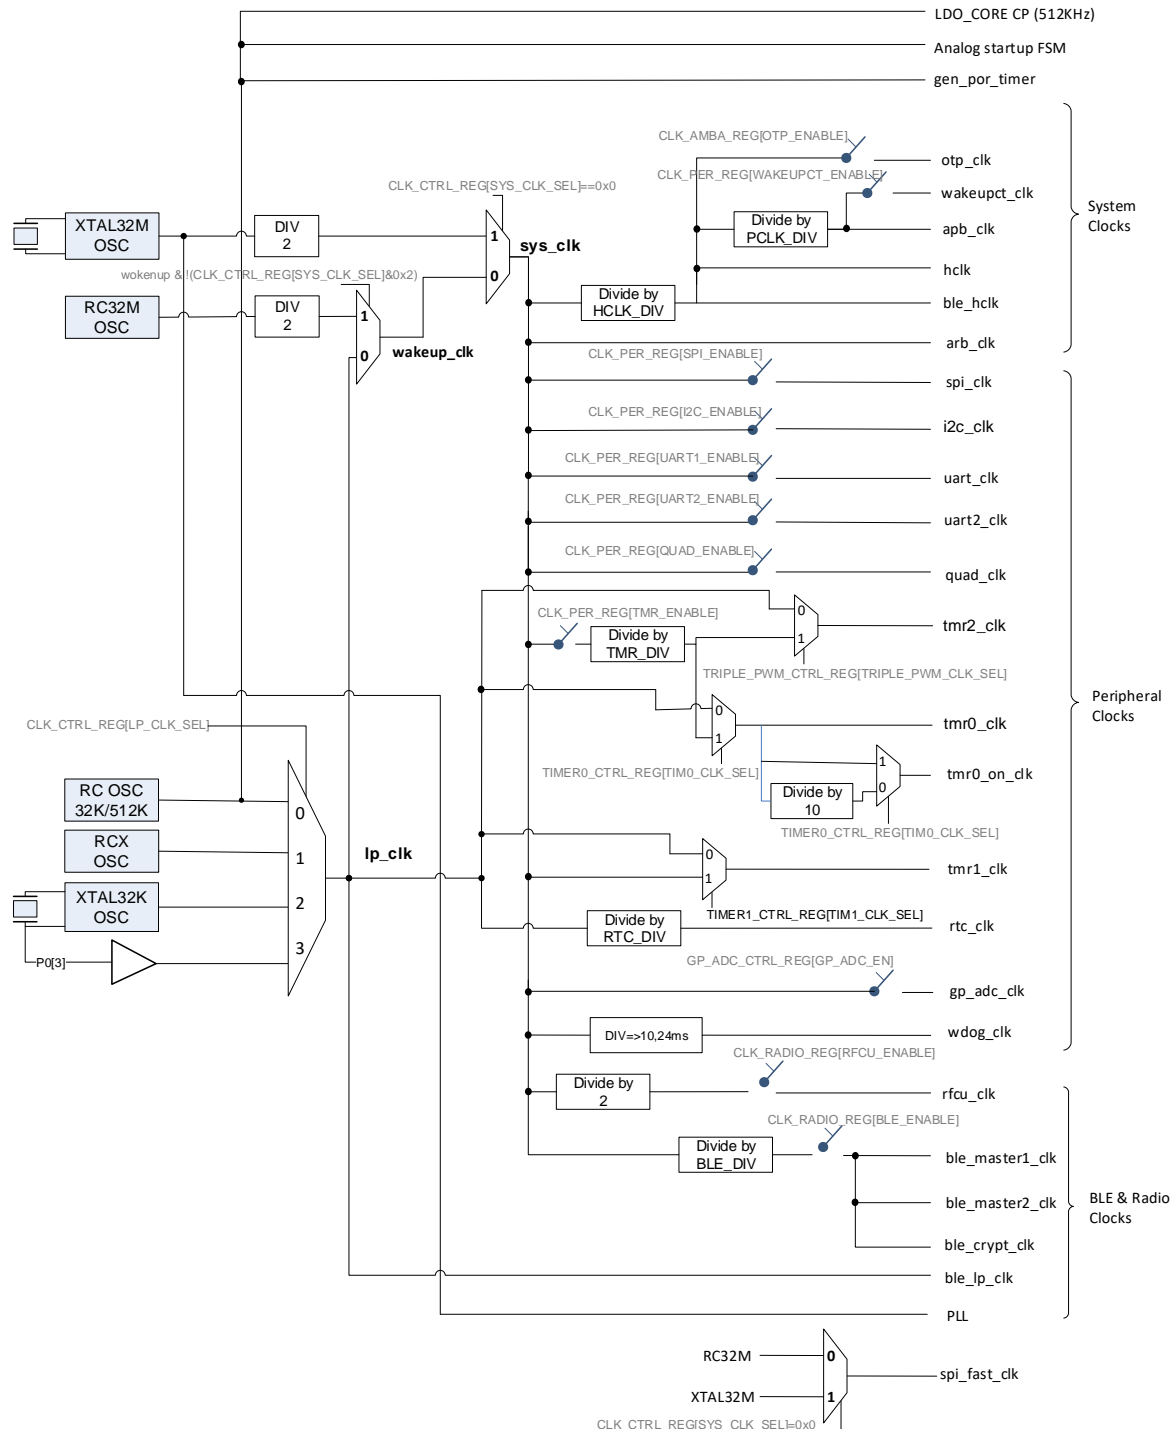 LDO_CORE CP (512KHz)
Analog startup FSM
gen_por_timer
CLK_AMBA_REG[OTP_ENABLE]
otp_clk
CLK_PER_REG[WAKEUPCT_ENABLE]
wakeupct_clk
CLK_CTRL_REG[SYS_CLK_SEL]==0x0
System
Clocks
XTAL32M
OSC
DIV
2
1
sys_clk
Divide by
PCLK_DIV
apb_clk
wokenup & !(CLK_CTRL_REG[SYS_CLK_SEL]&0x2)
0
hclk
RC32M
OSC
DIV
2
1
Divide by
HCLK_DIV
ble_hclk
0
wakeup_clk
arb_clk
CLK_PER_REG[SPI_ENABLE]
spi_clk
CLK_PER_REG[I2C_ENABLE]
i2c_clk
CLK_PER_REG[UART1_ENABLE]
uart_clk
CLK_PER_REG[UART2_ENABLE]
uart2_clk
CLK_PER_REG[QUAD_ENABLE]
quad_clk
CLK_PER_REG[TMR_ENABLE]
0
tmr2_clk
Divide by
TMR_DIV
1
TRIPLE_PWM_CTRL_REG[TRIPLE_PWM_CLK_SEL]
Peripheral
Clocks
CLK_CTRL_REG[LP_CLK_SEL]
0
tmr0_clk
1
TIMER0_CTRL_REG[TIM0_CLK_SEL]
1
tmr0_on_clk
0
Divide by
10
TIMER0_CTRL_REG[TIM0_CLK_SEL]
RC OSC
32K/512K
0
RCX
OSC
1
lp_clk
0
1
tmr1_clk
XTAL32K
OSC
2
TIMER1_CTRL_REG[TIM1_CLK_SEL]
Divide by
RTC_DIV
rtc_clk
P0[3]
3
GP_ADC_CTRL_REG[GP_ADC_EN]
gp_adc_clk
DIV=>10,24ms
wdog_clk
CLK_RADIO_REG[RFCU_ENABLE]
Divide by
2
rfcu_clk
CLK_RADIO_REG[BLE_ENABLE]
Divide by
BLE_DIV
ble_master1_clk
ble_master2_clk
BLE & Radio
Clocks
ble_crypt_clk
ble_lp_clk
PLL
RC32M
0
spi_fast_clk
XTAL32M
1
CLK_CTRL_REG[SYS_CLK_SEL]=0x0